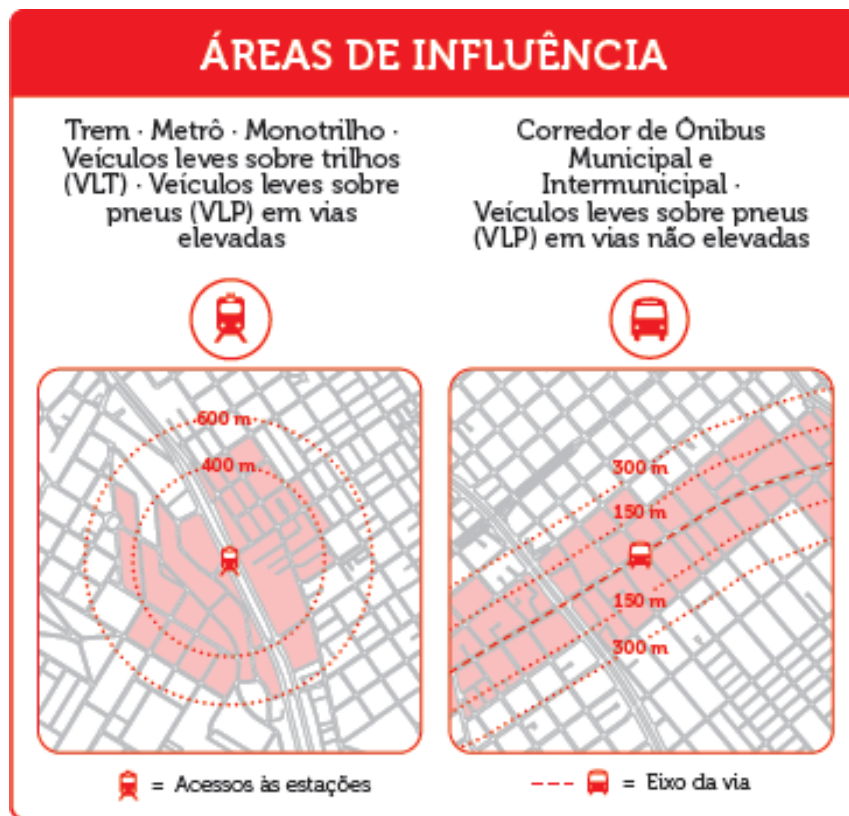 ÁREAS DE INFLUÊNCIA
Trem · Metrô · Monotrilho ·
Veículos leves sobre trilhos
(VLT) · Veículos leves sobre
pneus (VLP) em vias
elevadas
Corredor de Ônibus
Municipal e
Intermunicipal ·
Veículos leves sobre pneus
(VLP) em vias não elevadas
600 m
400 m
300 m
150 m
150 m
300 m
= Acessos às estações
= Eixo da via